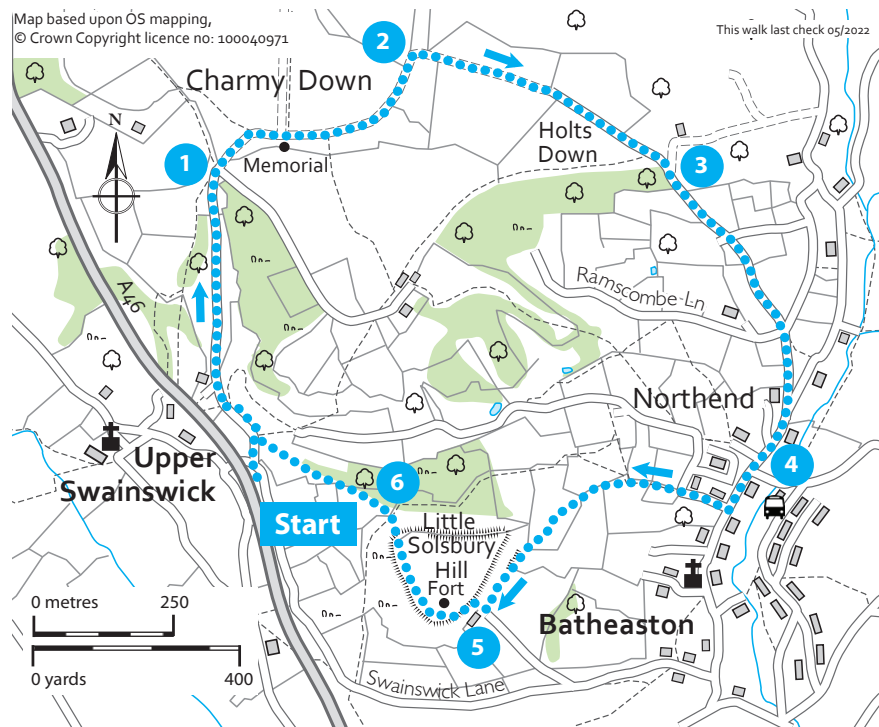 Map based upon OS mapping,
© Crown Copyright licence no: 100040971
This walk last check 05/2022
2
Charmy Down
N
1
Memorial
Holts
Down
3
A46
Ramscombe Ln
Northend
Upper
Swainswick
4
6
Start
Little
Solsbury
Hill
Fort
0 metres 250
0 yards 400
Batheaston
5
Swainswick Lane